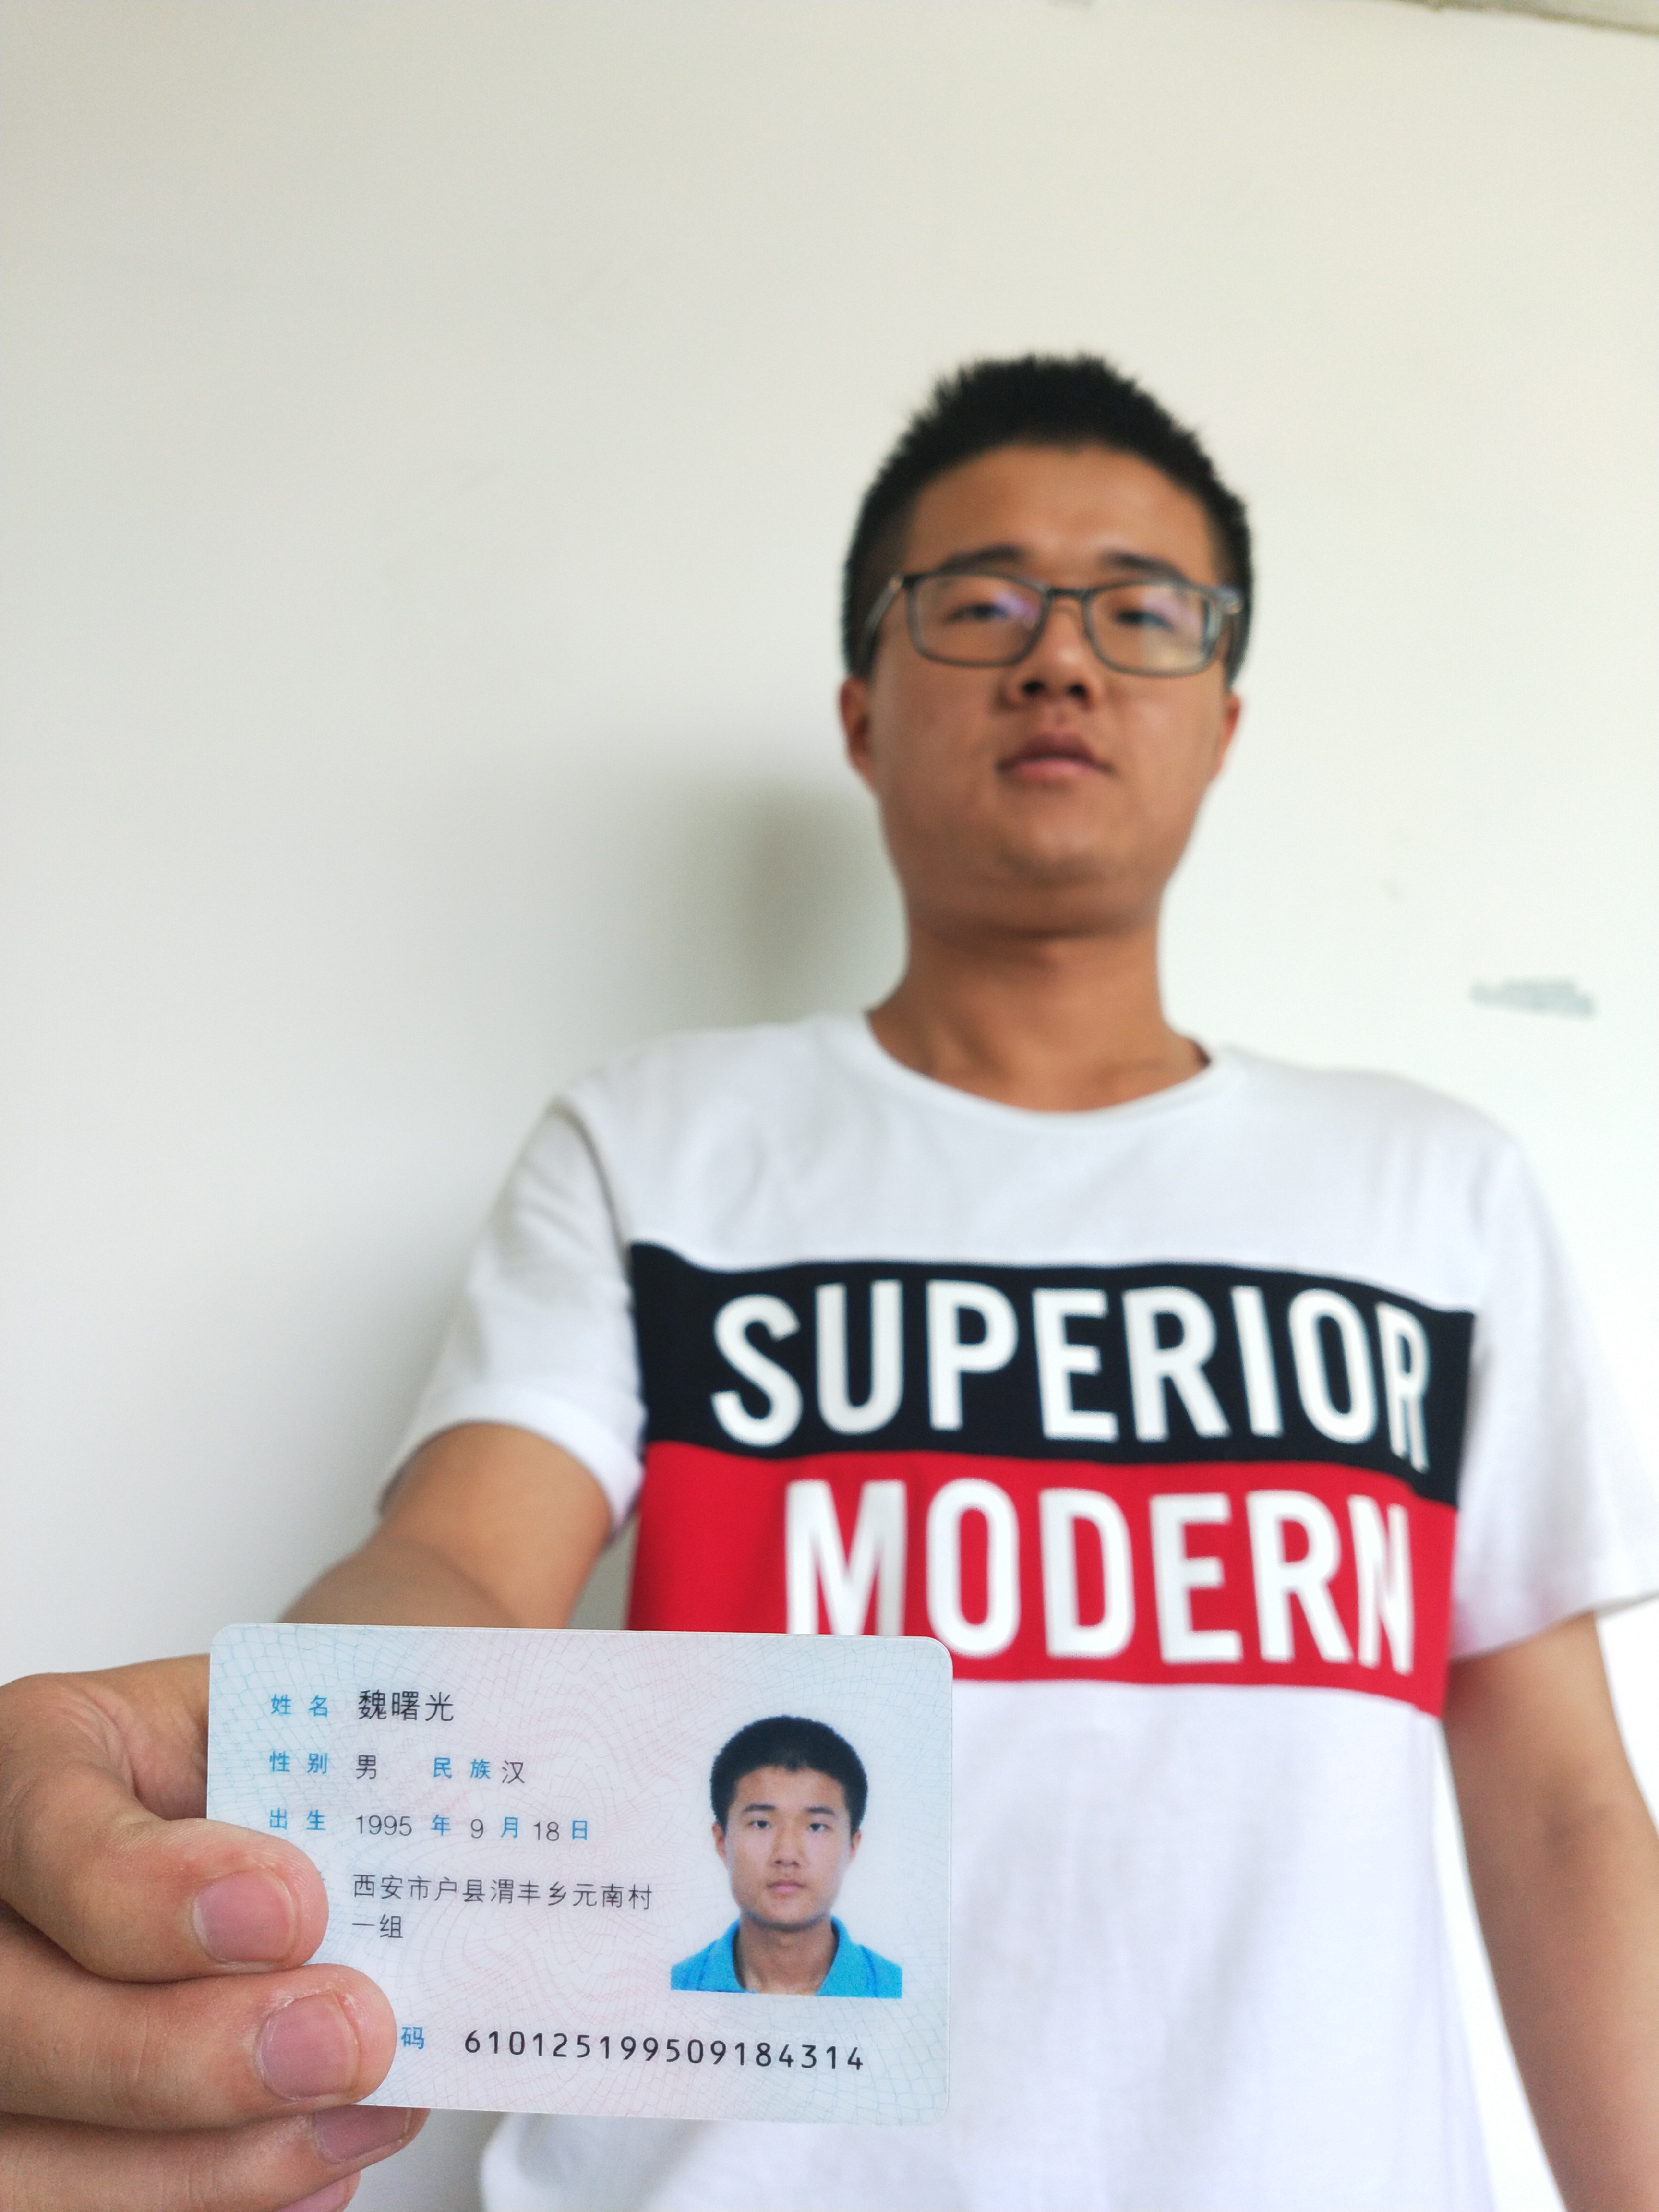 SUPERIOR
MODERN
姓名 魏曙光
性别 男 民族 汉
出生 1995 年 9 月 18 日
西安市户县渭丰乡元南村
一组
码 610125199509184314